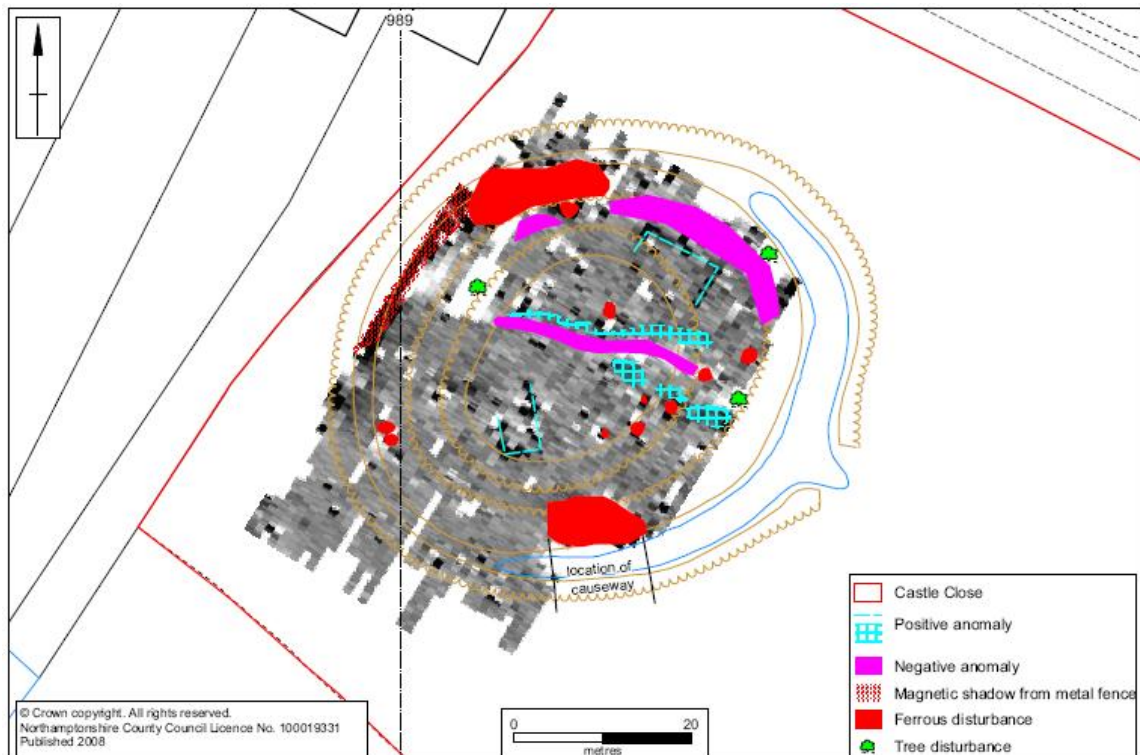 989
location of
causeway
Castle Close
Positive anomaly
Negative anomaly
Magnetic shadow from metal fence
Ferrous disturbance
Tree disturbance
© Crown copyright. All rights reserved.
Northamptonshire County Council Licence No. 100019331
Published 2008
0 20
metres